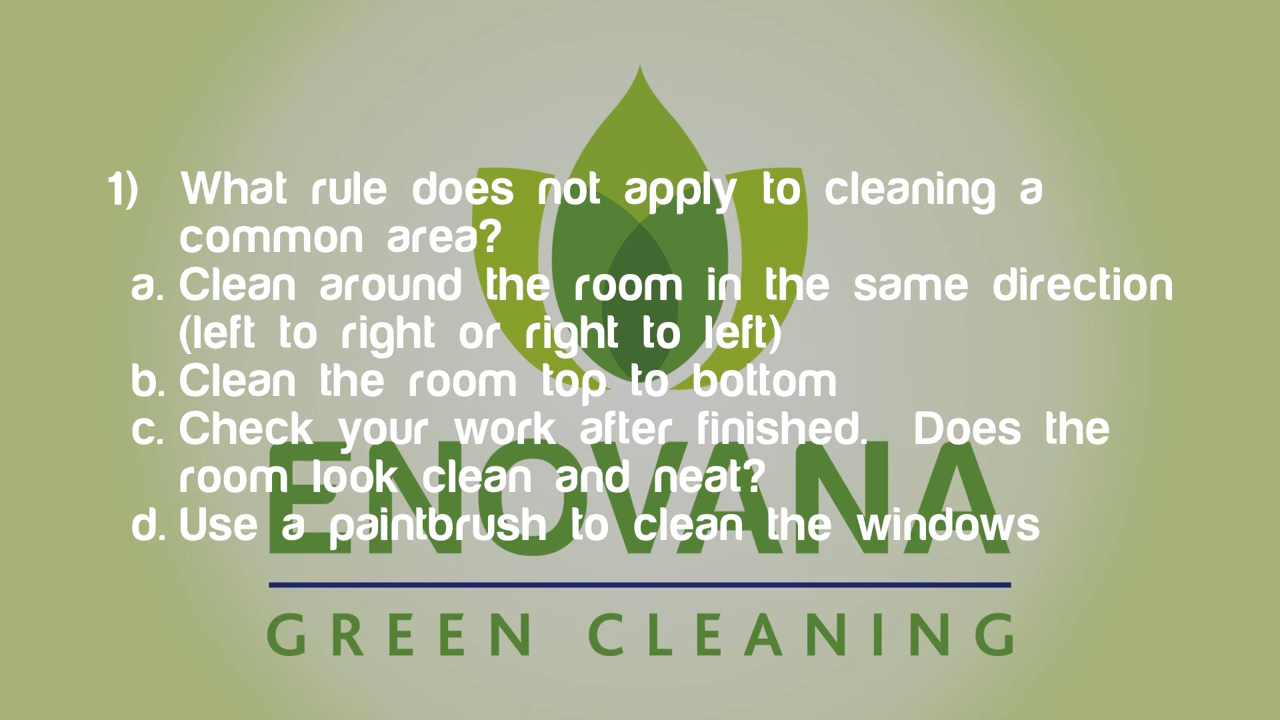 1) What rule does not apply to cleaning a
common area?
a. Clean around the room in the same direction
(left to right or right to left)
b. Clean the room top to bottom
c. Check your work after finished. Does the
room look clean and neat?
d. Use a paintbrush to clean the windows
ENOVANA
GREEN CLEANING